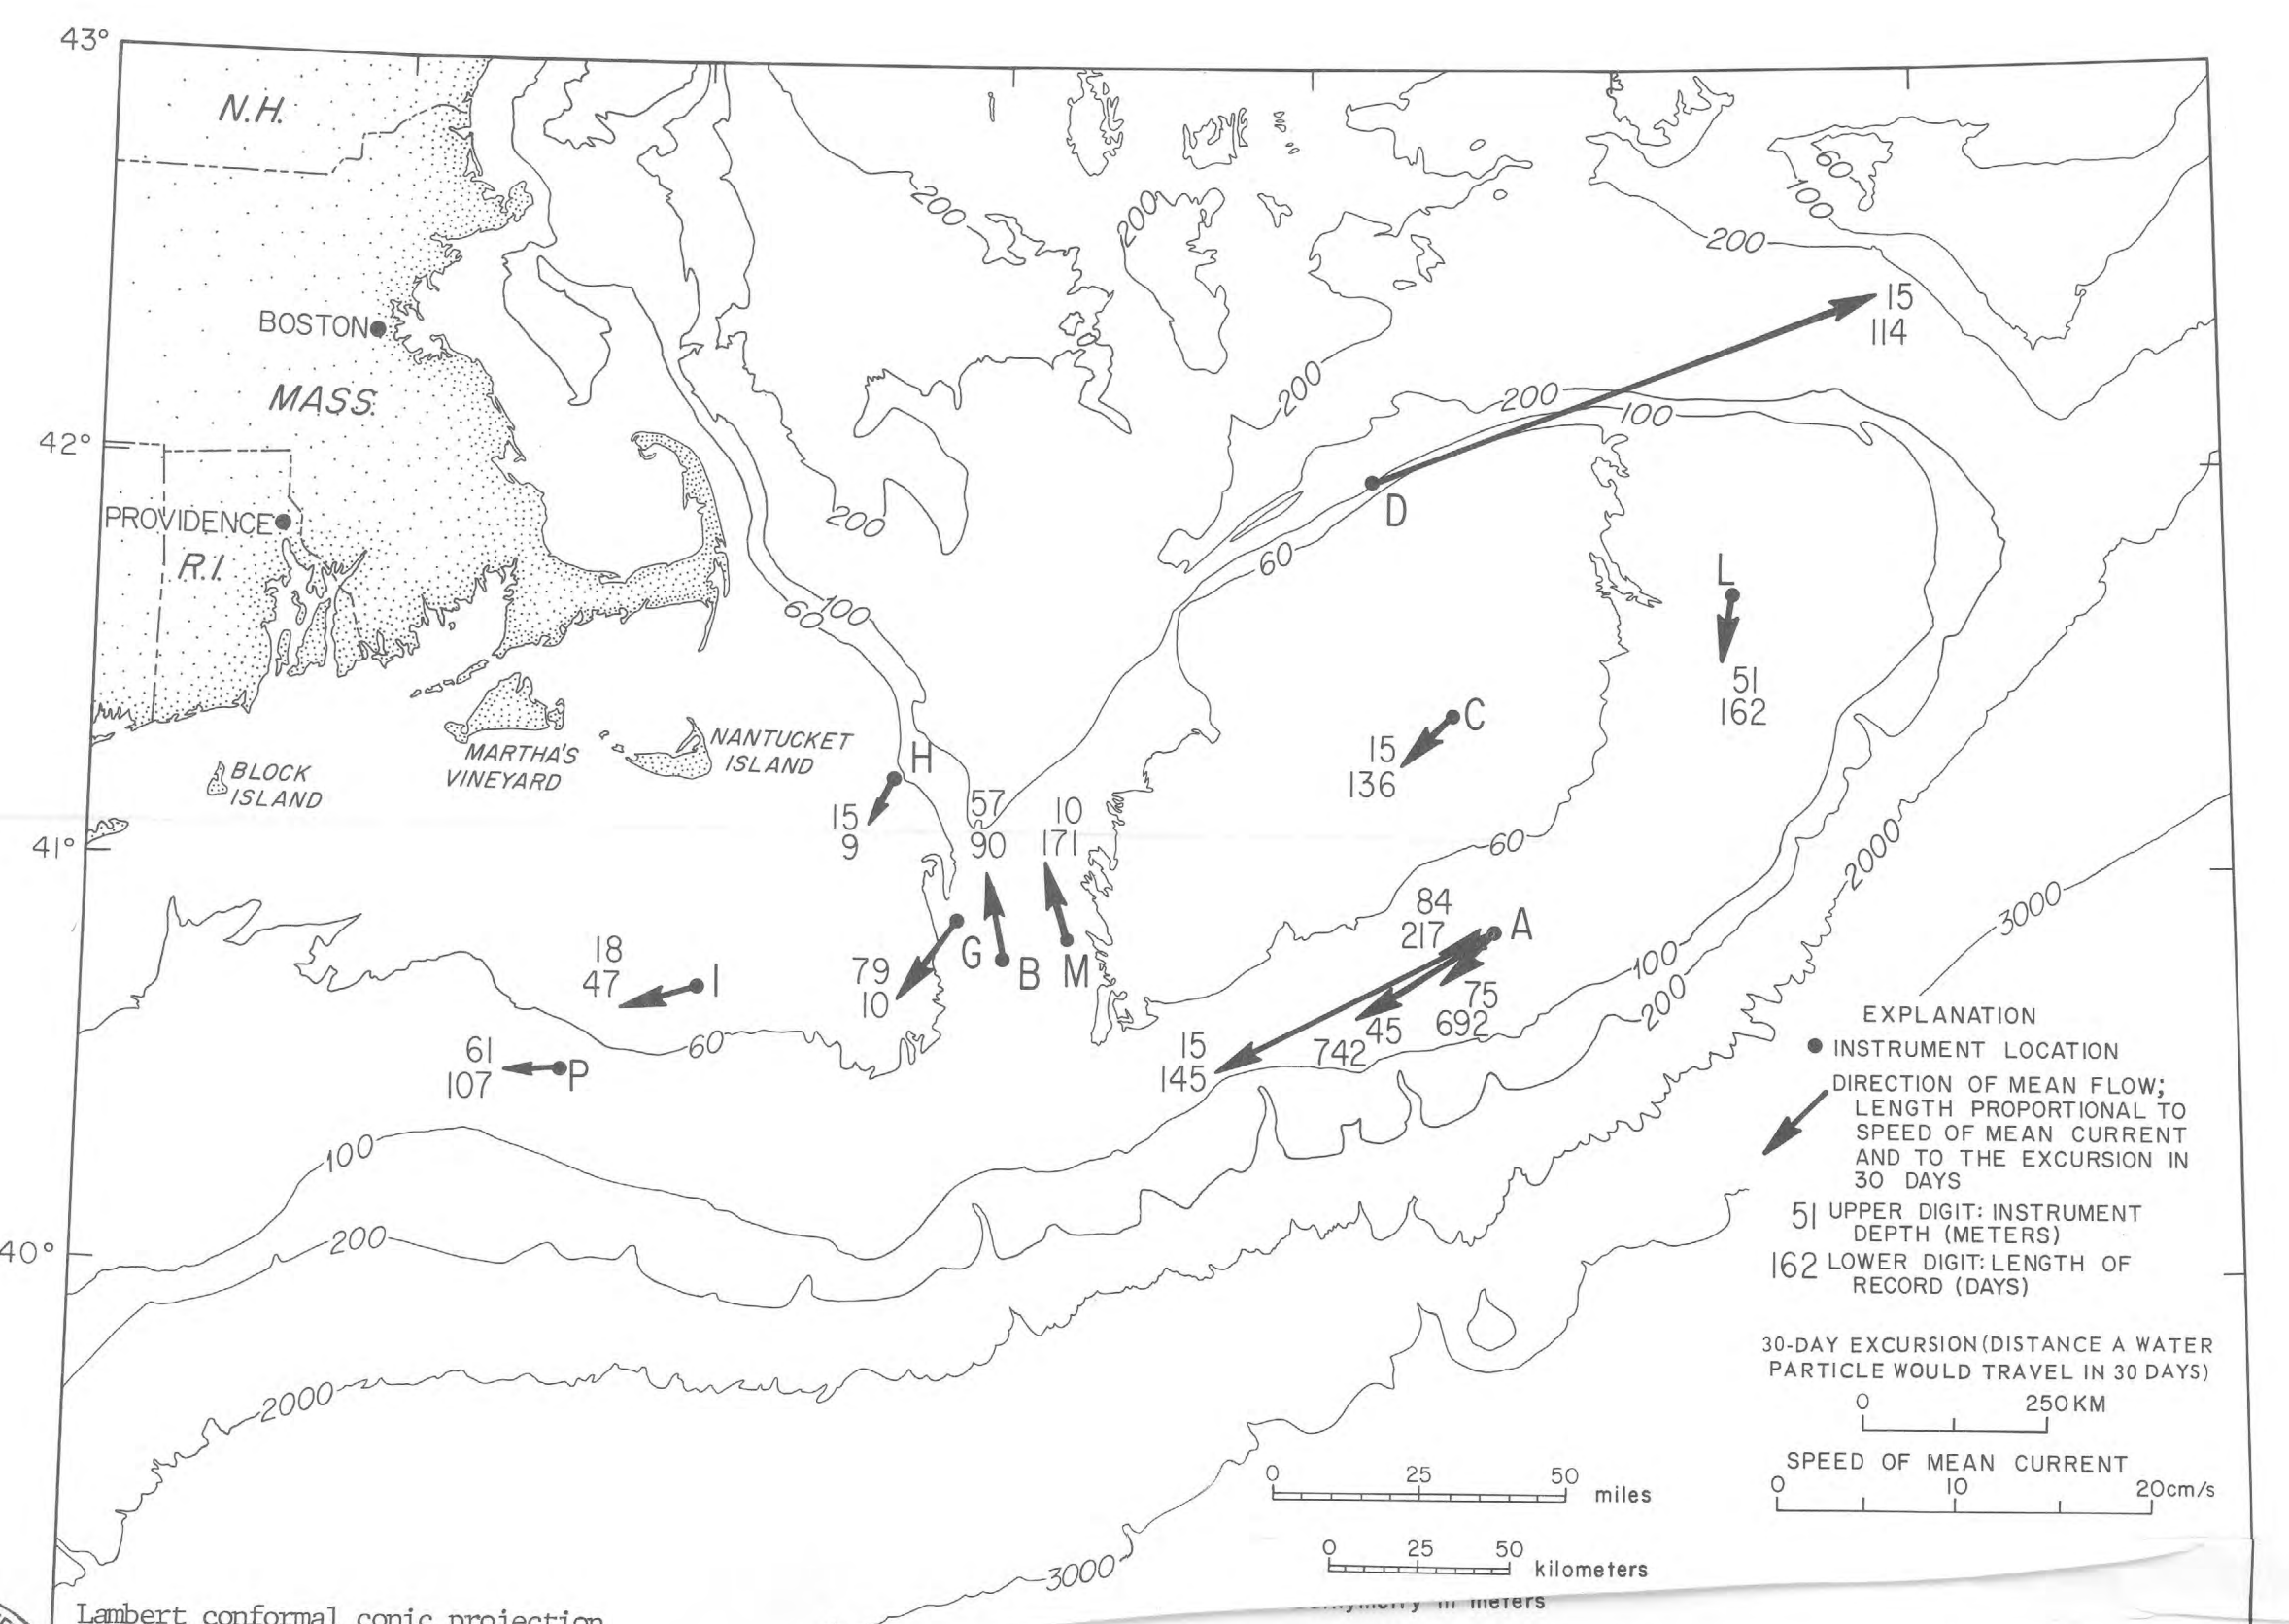 43°
N.H.
200
60
100
200
200
BOSTON
15
114
MASS.
200
200
100
42°
PROVIDENCE
R.I.
200
D
60
60
100
L
51
162
C
15
136
NANTUCKET
ISLAND
MARTHA'S
VINEYARD
BLOCK
ISLAND
H
15
9
57
90
10
171
41°
60
2000
3000
84
217
A
G
B
M
79
10
18
47
I
100
200
75
692
45
742
15
145
60
61
107
P
100
200
40°
2000
3000
EXPLANATION
INSTRUMENT LOCATION
DIRECTION OF MEAN FLOW;
LENGTH PROPORTIONAL TO
SPEED OF MEAN CURRENT
AND TO THE EXCURSION IN
30 DAYS
51 UPPER DIGIT: INSTRUMENT
DEPTH (METERS)
162 LOWER DIGIT: LENGTH OF
RECORD (DAYS)
30-DAY EXCURSION (DISTANCE A WATER
PARTICLE WOULD TRAVEL IN 30 DAYS)
0 250 KM
SPEED OF MEAN CURRENT
0 10 20cm/s
0 25 50
miles
0 25 50
kilometers
in meters
Lambert conformal conic projection